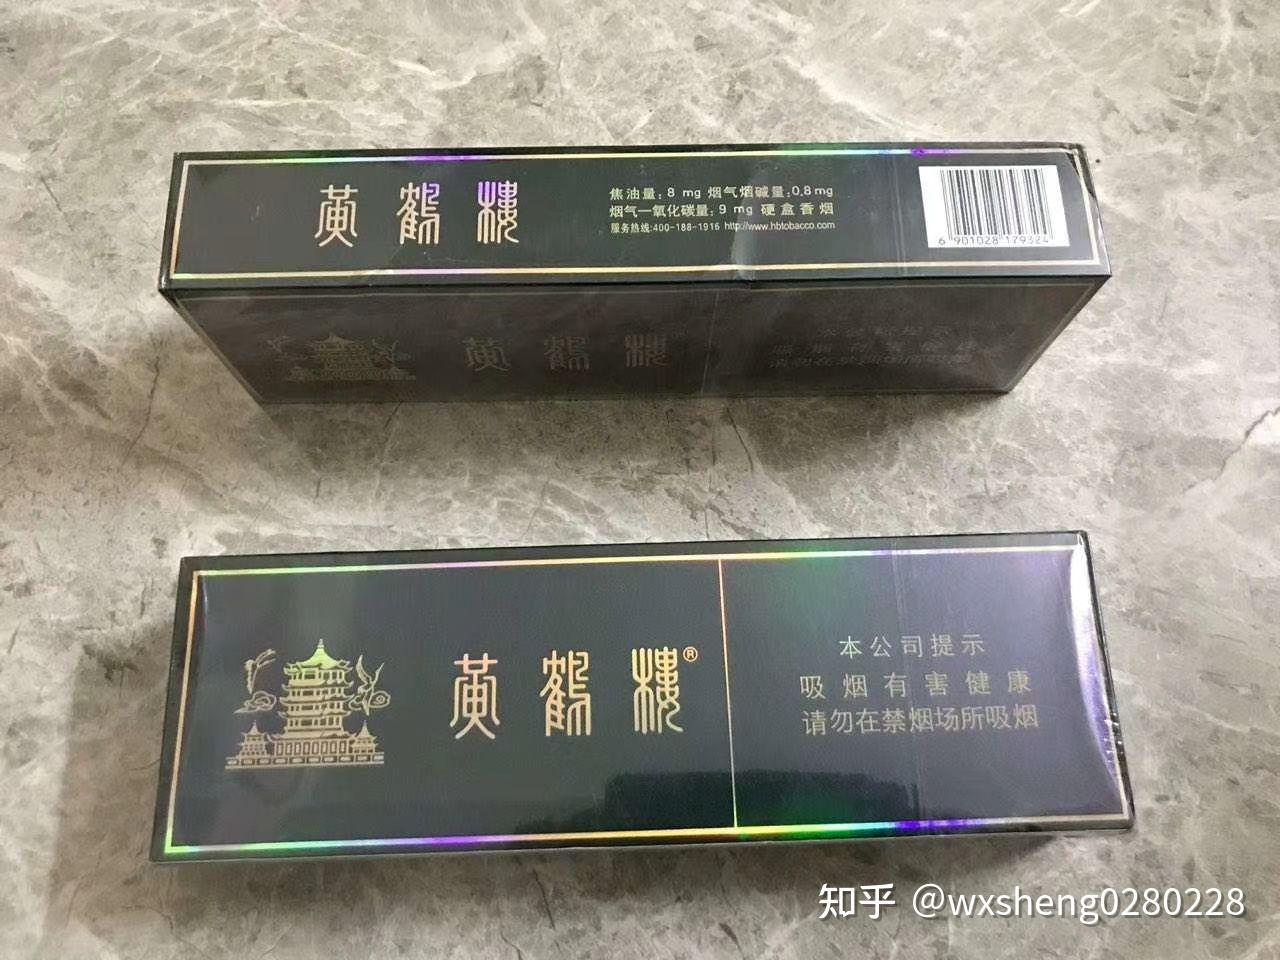 黄鹤楼
焦油量:8 mg 烟气烟碱量:0.8mg
烟气一氧化碳量:9 mg 硬盒香烟
服务热线:400-188-1916 http://www.hbtobacco.com
6 901028 179324
黄鹤楼
黄鹤楼®
本公司提示
吸烟有害健康
请勿在禁烟场所吸烟
知乎 @wxsheng0280228